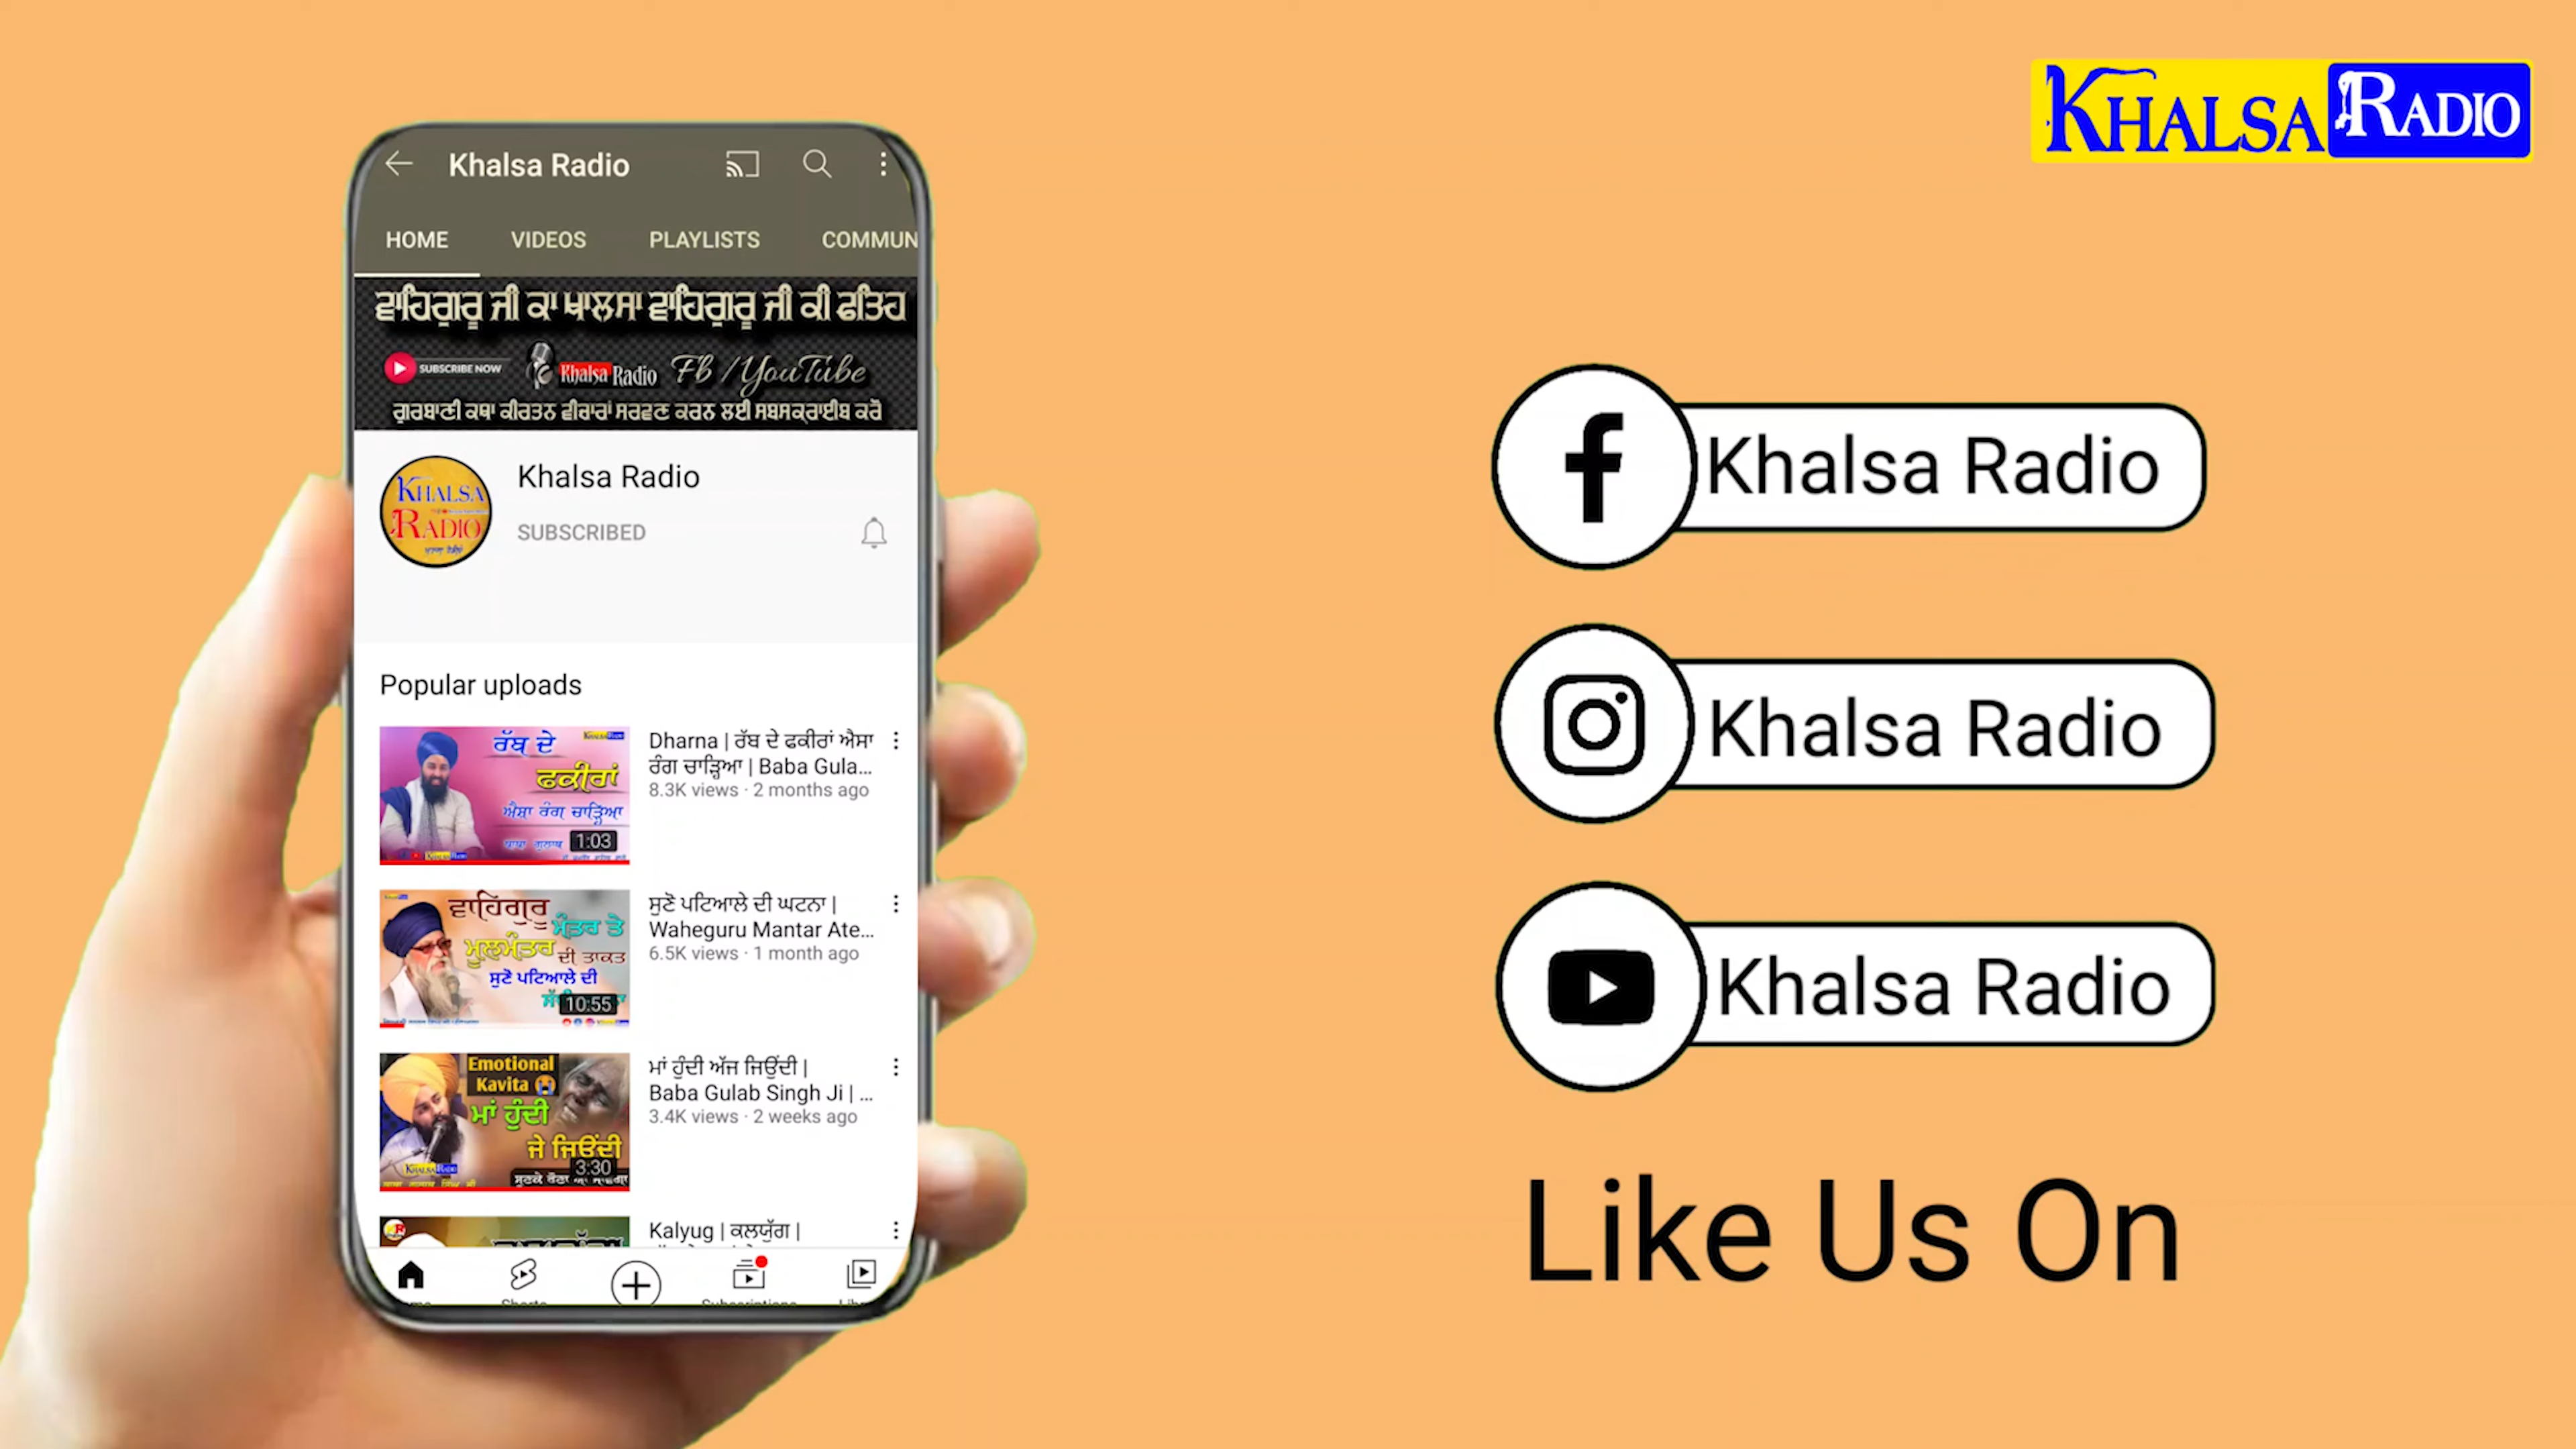 KHALSA RADIO
Khalsa Radio
HOME VIDEOS PLAYLISTS COMMUN
ਵਾਹਿਗੁਰੂ ਜੀ ਕਾ ਖਾਲਸਾ ਵਾਹਿਗੁਰੂ ਜੀ ਕੀ ਫਤਿਹ
SUBSCRIBE NOW Khalsa Radio Fb / YouTube
ਗੁਰਬਾਣੀ ਕਥਾ ਕੀਰਤਨ ਵੀਚਾਰਾਂ ਸਰਵਣ ਕਰਨ ਲਈ ਸਬਸਕ੍ਰਾਈਬ ਕਰੋ
KHALSA
RADIO
Khalsa Radio
SUBSCRIBED
Popular uploads
ਰੱਬ ਦੇ
ਫਕੀਰਾਂ
ਐਸਾ ਰੰਗ ਚਾੜ੍ਹਿਆ
1:03
Dharna | ਰੱਬ ਦੇ ਫਕੀਰਾਂ ਐਸਾ
ਰੰਗ ਚਾੜ੍ਹਿਆ | Baba Gula...
8.3K views · 2 months ago
ਵਾਹਿਗੁਰੂ
ਮੰਤਰ ਤੇ
ਮੂਲਮੰਤਰ ਦੀ ਤਾਕਤ
ਸੁਣੋ ਪਟਿਆਲੇ ਦੀ
10:55
ਸੁਣੋ ਪਟਿਆਲੇ ਦੀ ਘਟਨਾ |
Waheguru Mantar Ate...
6.5K views · 1 month ago
Emotional
Kavita
ਮਾਂ ਹੁੰਦੀ
ਜੇ ਜਿਉਂਦੀ
3:30
KHALSA RADIO
ਮਾਂ ਹੁੰਦੀ ਅੱਜ ਜਿਉਂਦੀ |
Baba Gulab Singh Ji | ...
3.4K views · 2 weeks ago
Kalyug | ਕਲਯੁੱਗ |
Khalsa Radio
Khalsa Radio
Khalsa Radio
Like Us On